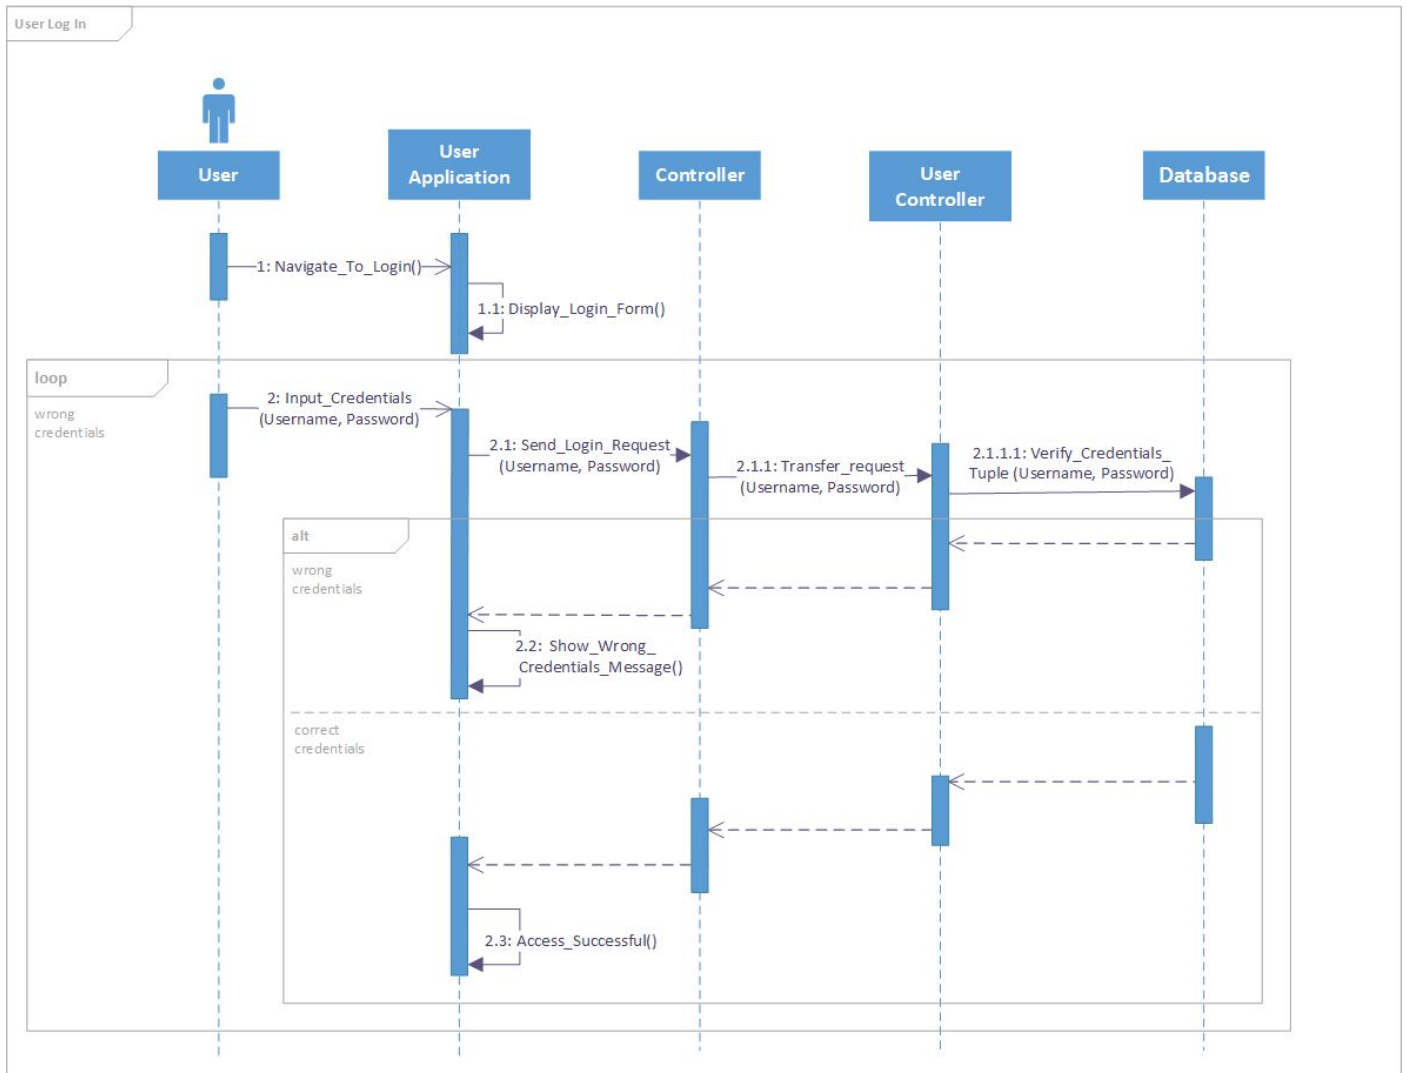 User Log In
User
User
Application
Controller
User
Controller
Database
1: Navigate_To_Login()
1.1: Display_Login_Form()
loop
wrong
credentials
2: Input_Credentials
(Username, Password)
2.1: Send_Login_Request
(Username, Password)
2.1.1: Transfer_request
(Username, Password)
2.1.1.1: Verify_Credentials_
Tuple (Username, Password)
alt
wrong
credentials
2.2: Show_Wrong_
Credentials_Message()
correct
credentials
2.3: Access_Successful()